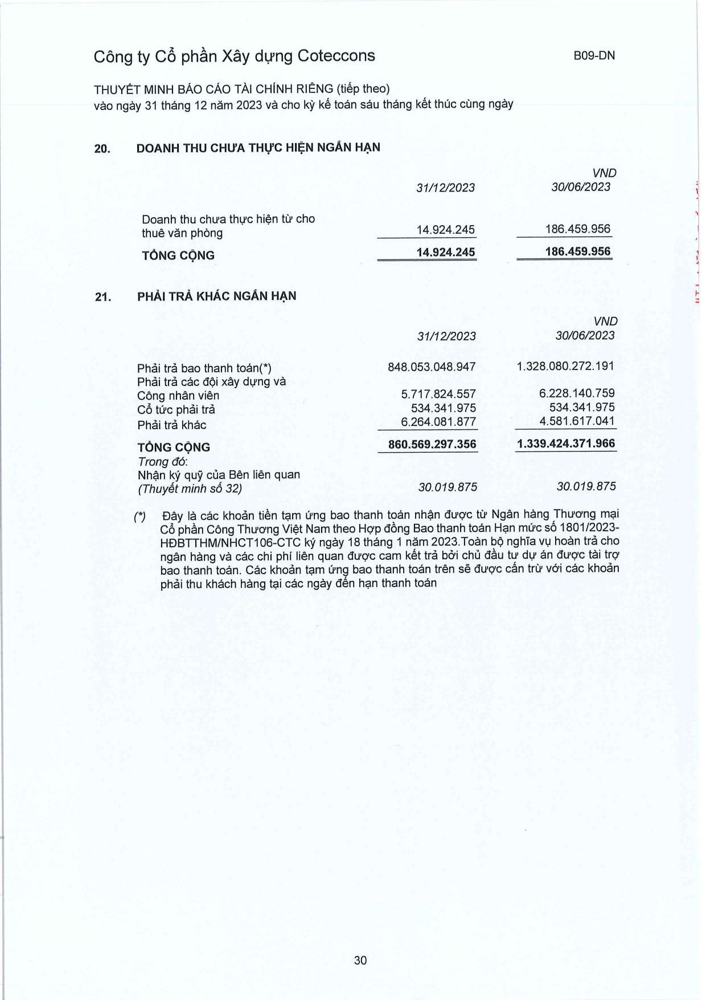 Công ty Cổ phần Xây dựng Coteccons B09-DN
THUYẾT MINH BÁO CÁO TÀI CHÍNH RIÊNG (tiếp theo)
vào ngày 31 tháng 12 năm 2023 và cho kỳ kế toán sáu tháng kết thúc cùng ngày
20. DOANH THU CHƯA THỰC HIỆN NGẮN HẠN
VND
31/12/2023 30/06/2023
Doanh thu chưa thực hiện từ cho
thuê văn phòng 14.924.245 186.459.956
TỔNG CỘNG 14.924.245 186.459.956
21. PHẢI TRẢ KHÁC NGẮN HẠN
VND
31/12/2023 30/06/2023
Phải trả bao thanh toán(*) 848.053.048.947 1.328.080.272.191
Phải trả các đội xây dựng và
Công nhân viên 5.717.824.557 6.228.140.759
Cổ tức phải trả 534.341.975 534.341.975
Phải trả khác 6.264.081.877 4.581.617.041
TỔNG CỘNG 860.569.297.356 1.339.424.371.966
Trong đó:
Nhận ký quỹ của Bên liên quan
(Thuyết minh số 32) 30.019.875 30.019.875
(*) Đây là các khoản tiền tạm ứng bao thanh toán nhận được từ Ngân hàng Thương mại
Cổ phần Công Thương Việt Nam theo Hợp đồng Bao thanh toán Hạn mức số 1801/2023-
HĐBTTHM/NHCT106-CTC ký ngày 18 tháng 1 năm 2023.Toàn bộ nghĩa vụ hoàn trả cho
ngân hàng và các chi phí liên quan được cam kết trả bởi chủ đầu tư dự án được tài trợ
bao thanh toán. Các khoản tạm ứng bao thanh toán trên sẽ được cấn trừ với các khoản
phải thu khách hàng tại các ngày đến hạn thanh toán
30